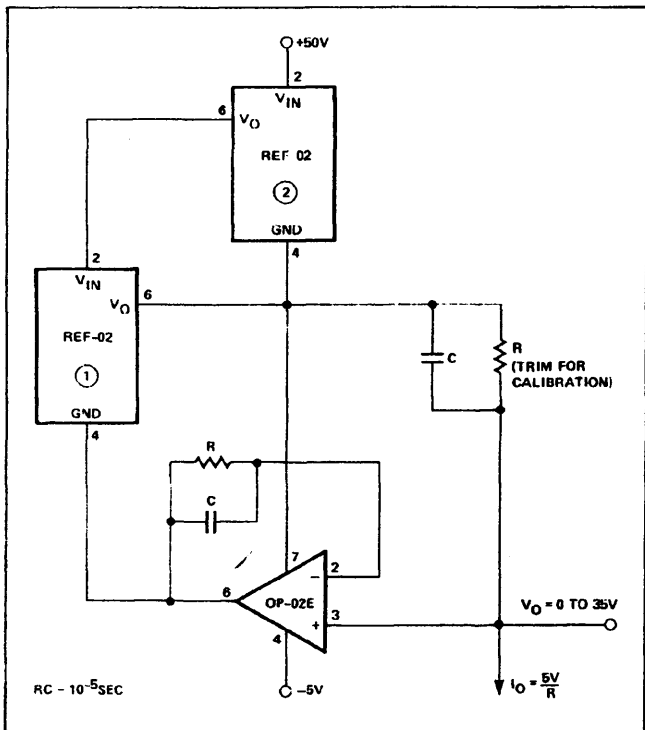 +50V
2
VIN
6
VO
REF-02
2
GND
4
2
VIN
VO
6
REF-02
1
GND
4
C
R
(TRIM FOR
CALIBRATION)
R
C
7
2
6
−
OP-02E
+
3
4
VO = 0 TO 35V
RC - 10-5SEC
-5V
IO = 5V
R